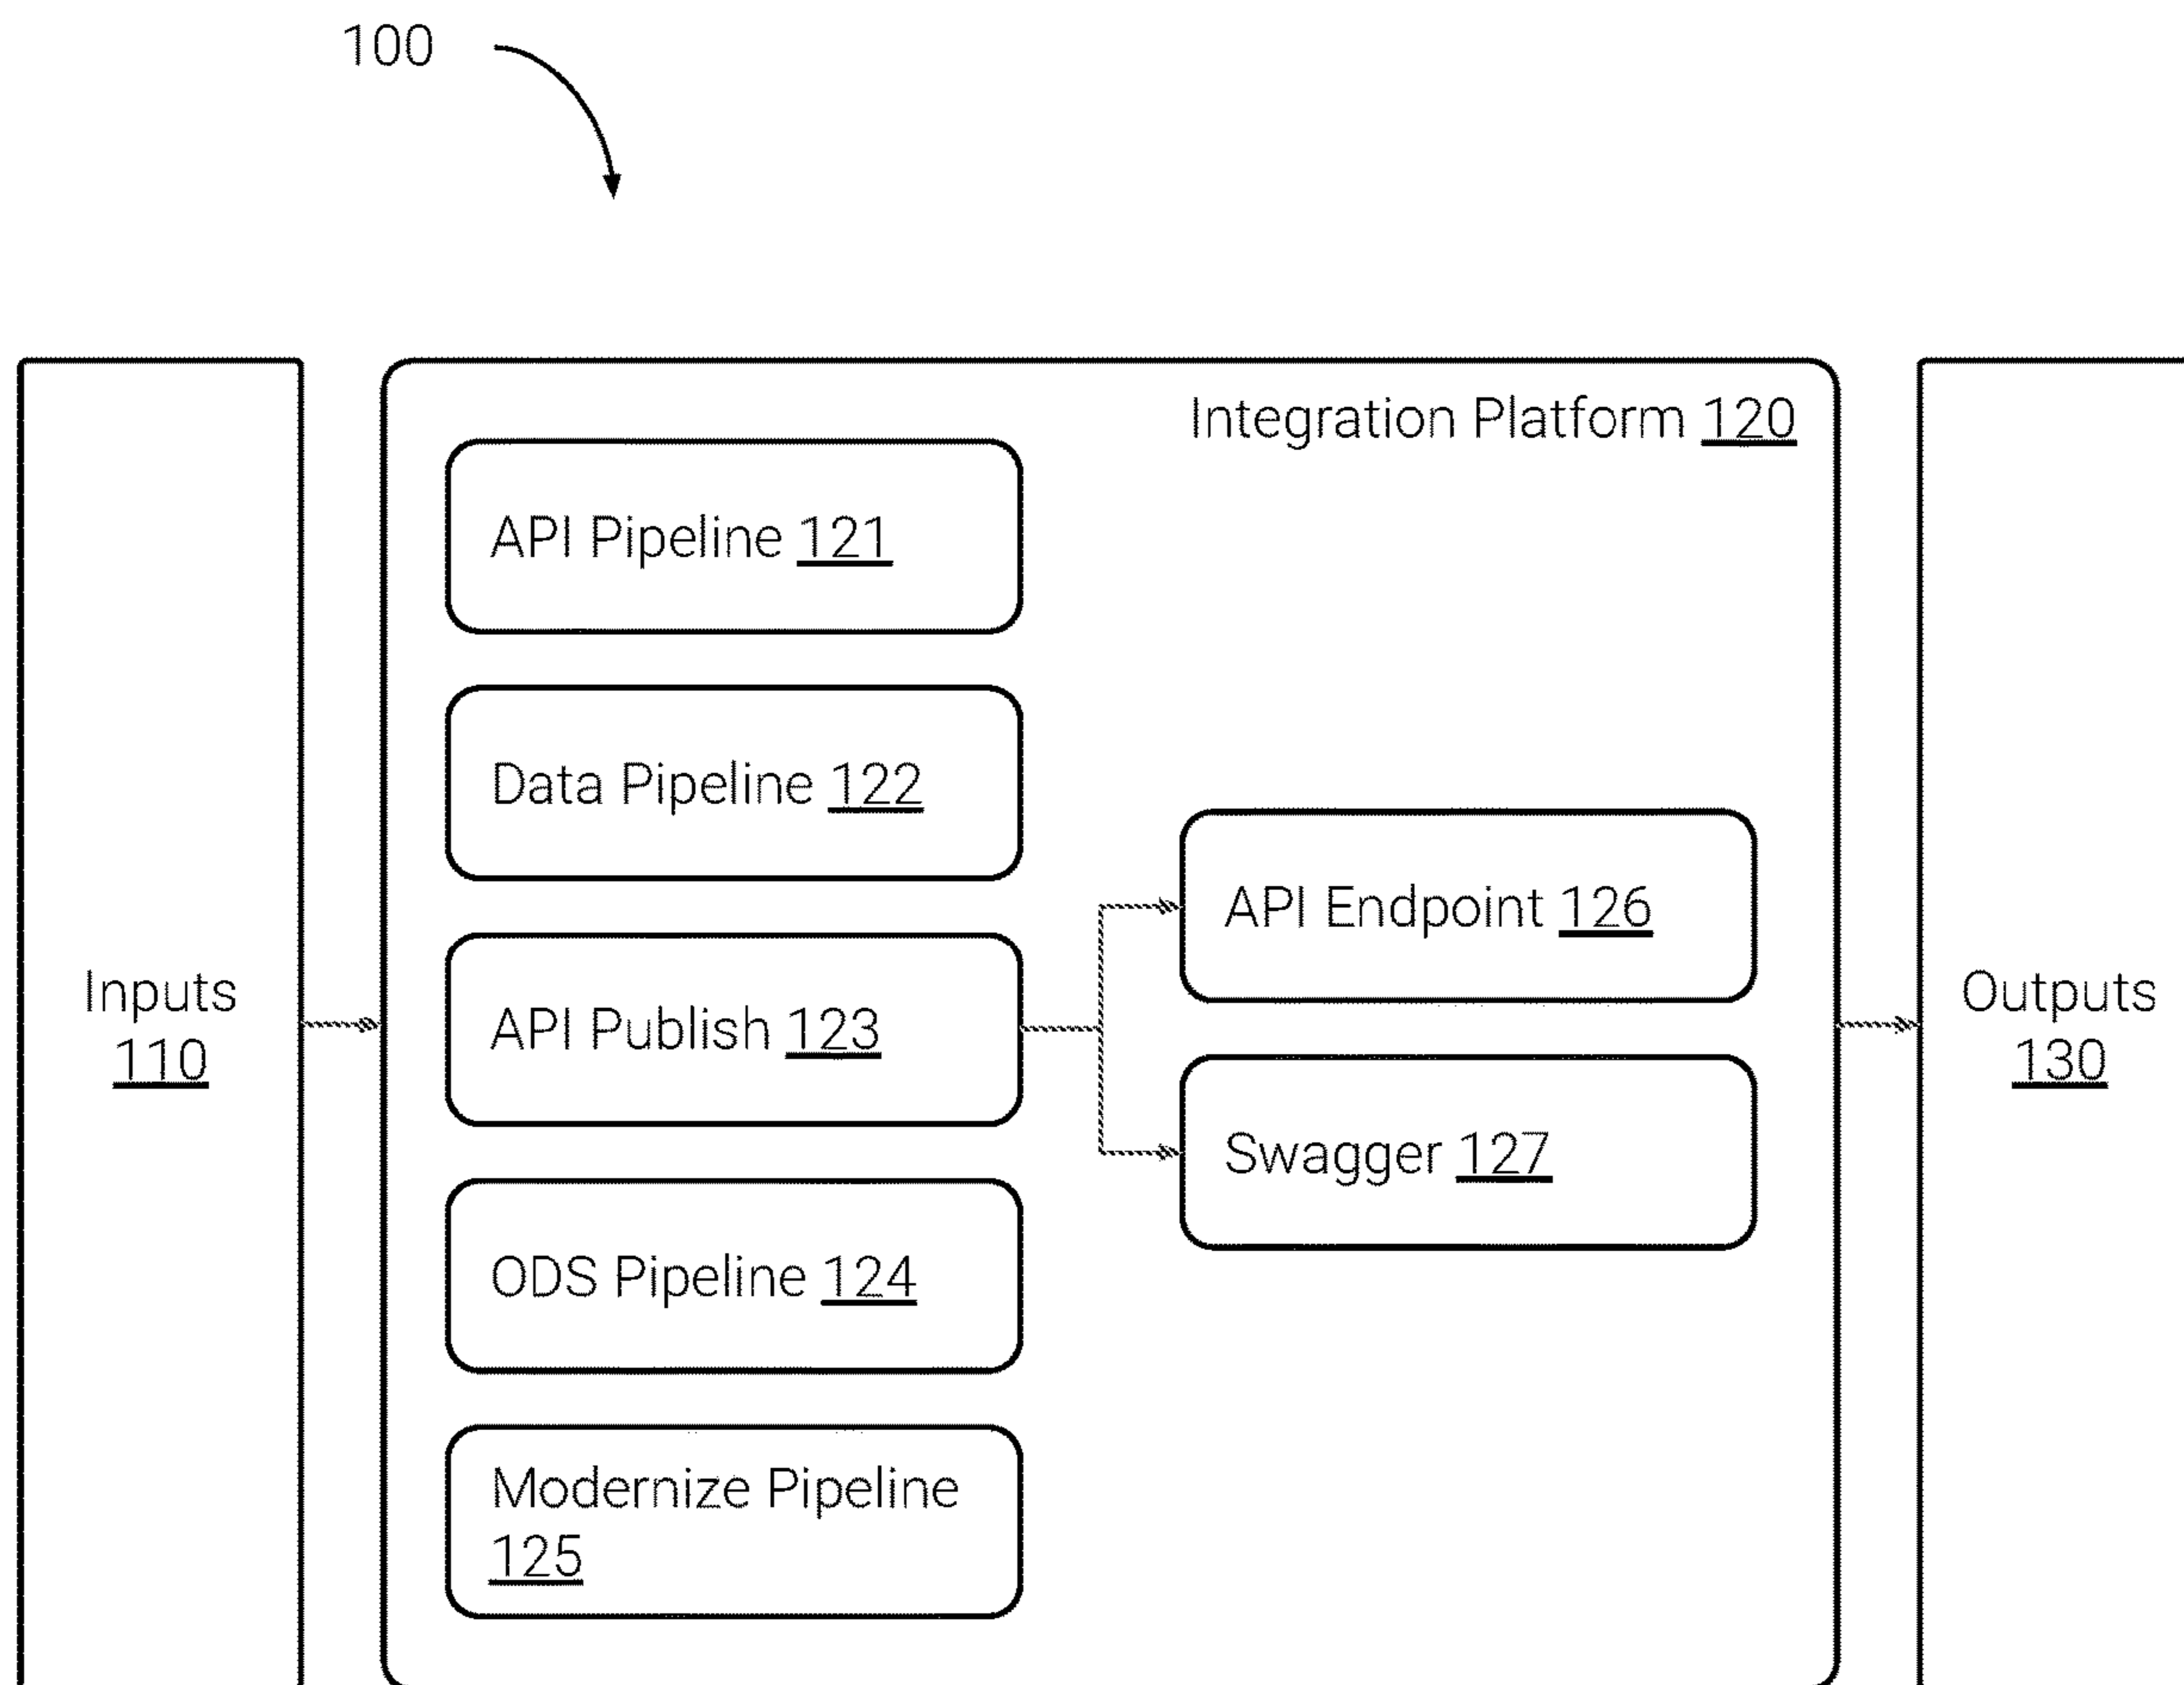 100
Integration Platform 120
API Pipeline 121
Data Pipeline 122
API Publish 123
ODS Pipeline 124
Modernize Pipeline
125
API Endpoint 126
Swagger 127
Inputs
110
Outputs
130